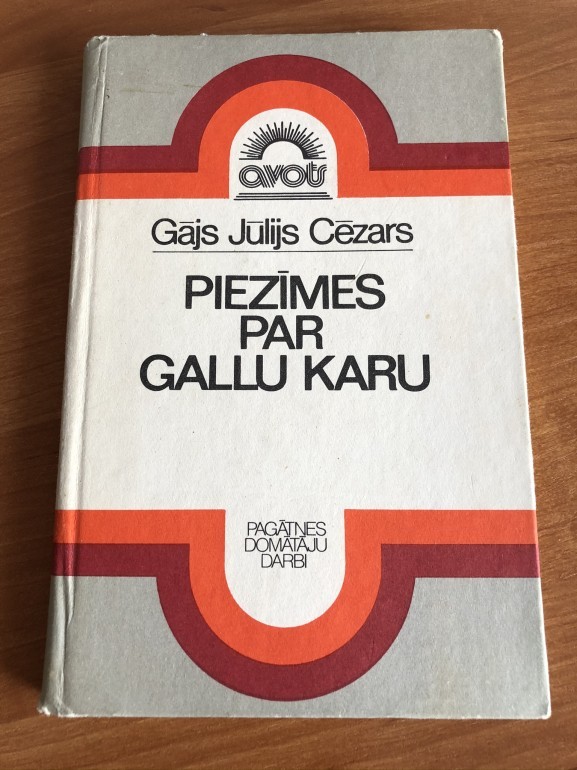 avots
Gājs Jūlijs Cēzars
PIEZĪMES
PAR
GALLU KARU
PAGĀTNES
DOMĀTĀJU
DARBI